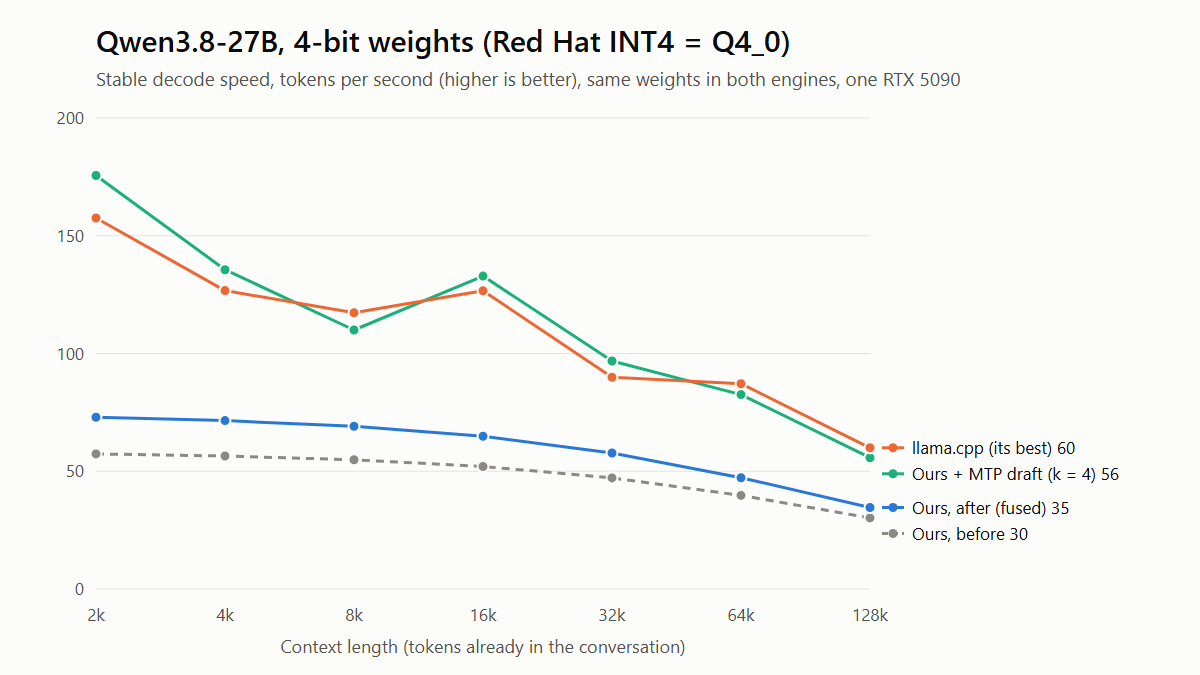 Qwen3.8-27B, 4-bit weights (Red Hat INT4 = Q4_0)
Stable decode speed, tokens per second (higher is better), same weights in both engines, one RTX 5090
200
150
100
50
0
llama.cpp (its best) 60
Ours + MTP draft (k = 4) 56
Ours, after (fused) 35
Ours, before 30
2k 4k 8k 16k 32k 64k 128k
Context length (tokens already in the conversation)